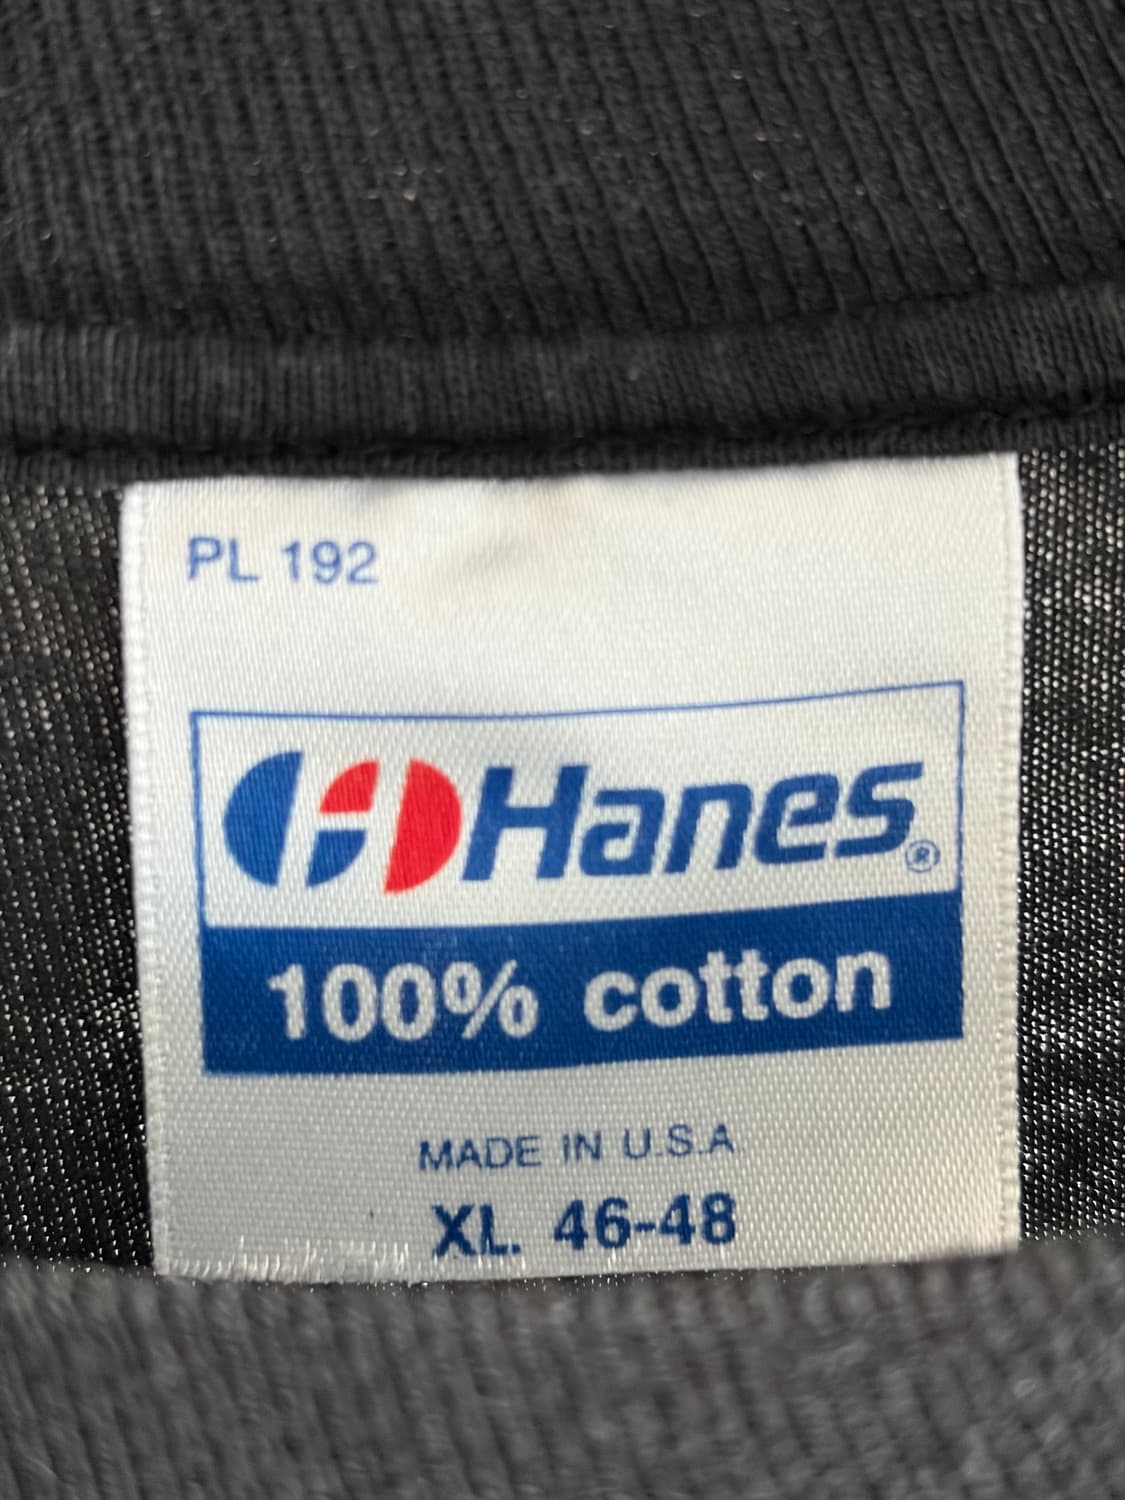 PL 192
Hanes®
100% cotton
MADE IN U.S.A.
XL. 46-48